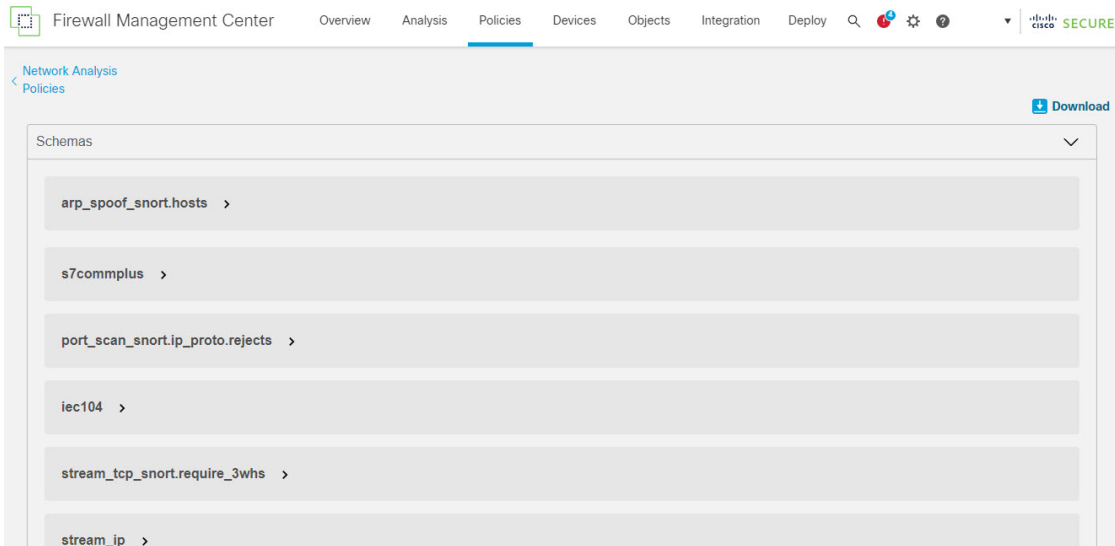 Firewall Management Center Overview Analysis Policies Devices Objects Integration Deploy 4 CISCO SECURE
Network Analysis
Policies
Download
Schemas
arp_spoof_snort.hosts
s7commplus
port_scan_snort.ip_proto.rejects
iec104
stream_tcp_snort.require_3whs
stream_ip